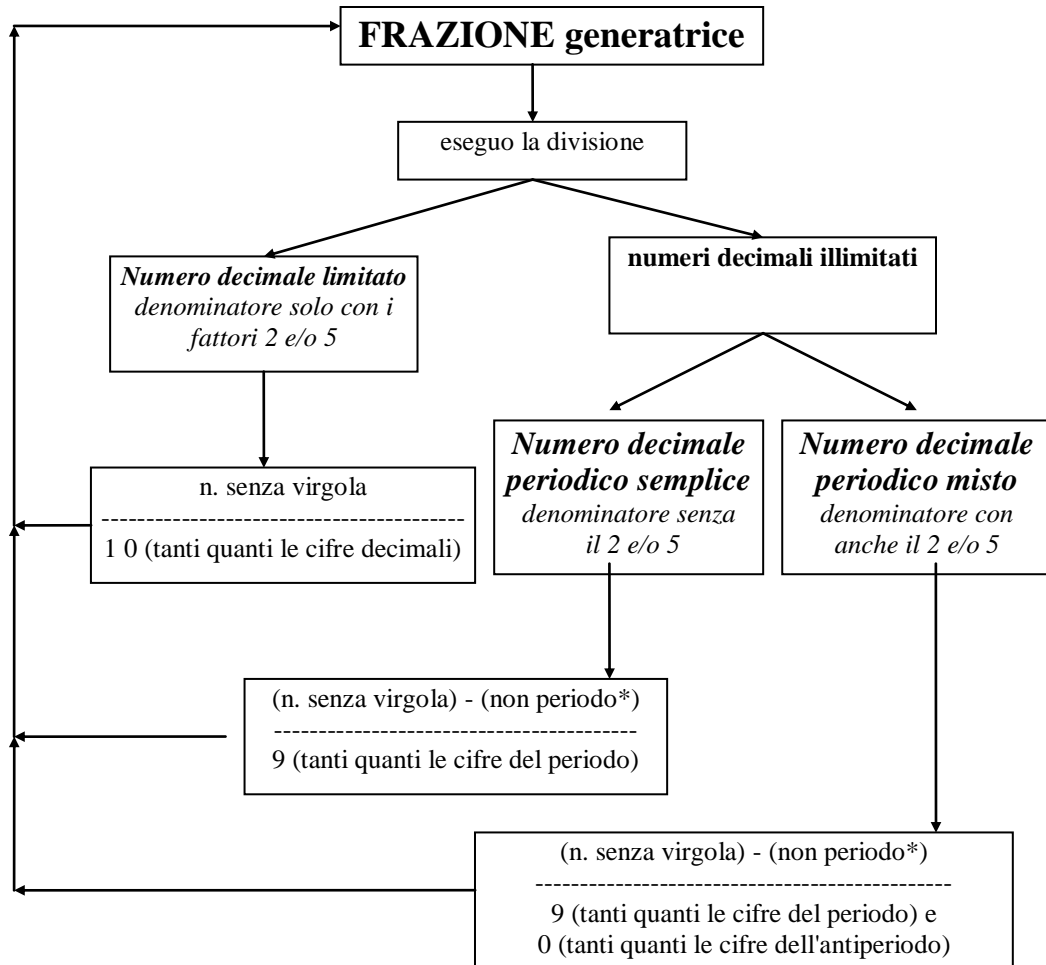 FRAZIONE generatrice
eseguo la divisione
Numero decimale limitato
denominatore solo con i
fattori 2 e/o 5
numeri decimali illimitati
n. senza virgola
----------------------------------------
1 0 (tanti quanti le cifre decimali)
Numero decimale
periodico semplice
denominatore senza
il 2 e/o 5
Numero decimale
periodico misto
denominatore con
anche il 2 e/o 5
(n. senza virgola) - (non periodo*)
----------------------------------------
9 (tanti quanti le cifre del periodo)
(n. senza virgola) - (non periodo*)
----------------------------------------------
9 (tanti quanti le cifre del periodo) e
0 (tanti quanti le cifre dell'antiperiodo)